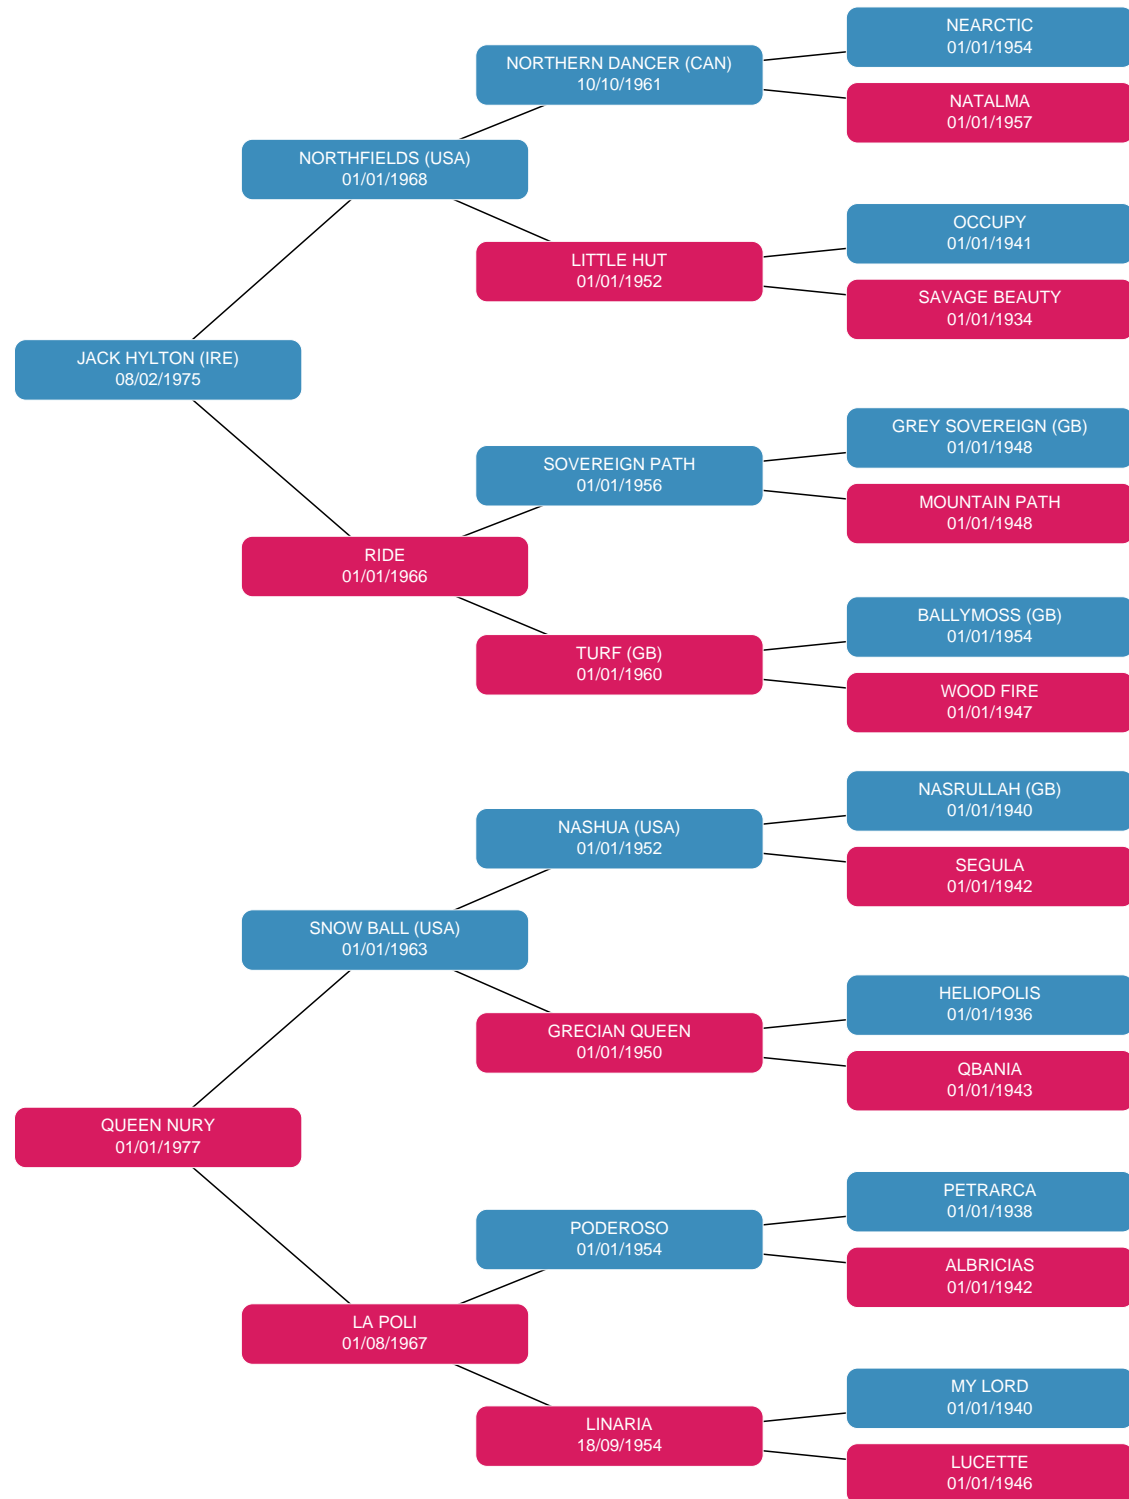 NEARCTIC
01/01/1954
NORTHERN DANCER (CAN)
10/10/1961
NATALMA
01/01/1957
NORTHFIELDS (USA)
01/01/1968
OCCUPY
01/01/1941
LITTLE HUT
01/01/1952
SAVAGE BEAUTY
01/01/1934
JACK HYLTON (IRE)
08/02/1975
GREY SOVEREIGN (GB)
01/01/1948
SOVEREIGN PATH
01/01/1956
MOUNTAIN PATH
01/01/1948
RIDE
01/01/1966
BALLYMOSS (GB)
01/01/1954
TURF (GB)
01/01/1960
WOOD FIRE
01/01/1947
NASRULLAH (GB)
01/01/1940
NASHUA (USA)
01/01/1952
SEGULA
01/01/1942
SNOW BALL (USA)
01/01/1963
HELIOPOLIS
01/01/1936
GRECIAN QUEEN
01/01/1950
QBANIA
01/01/1943
QUEEN NURY
01/01/1977
PETRARCA
01/01/1938
PODEROSO
01/01/1954
ALBRICIAS
01/01/1942
LA POLI
01/08/1967
MY LORD
01/01/1940
LINARIA
18/09/1954
LUCETTE
01/01/1946